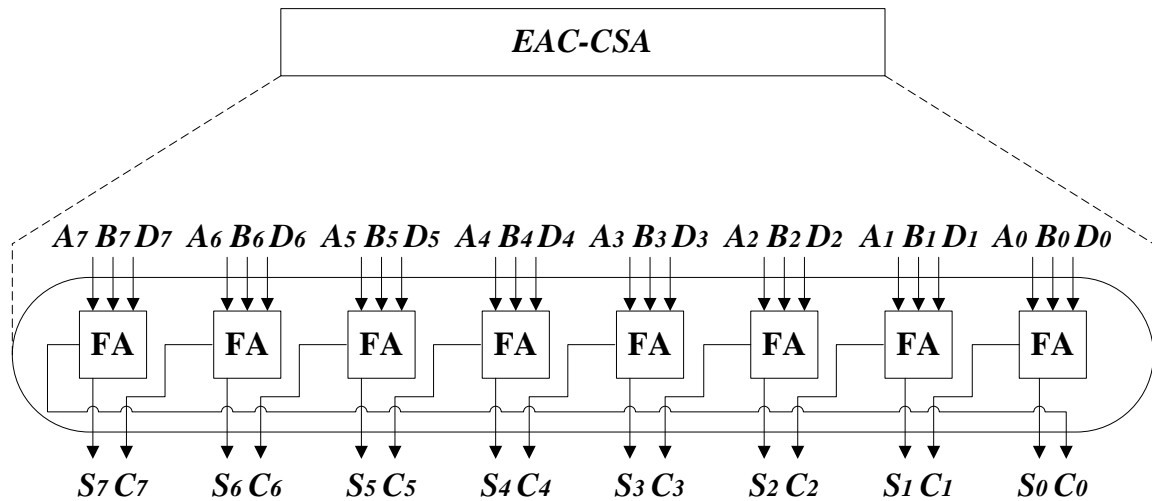 EAC-CSA
A7 B7 D7 A6 B6 D6 A5 B5 D5 A4 B4 D4 A3 B3 D3 A2 B2 D2 A1 B1 D1 A0 B0 D0
FA FA FA FA FA FA FA FA
S7 C7 S6 C6 S5 C5 S4 C4 S3 C3 S2 C2 S1 C1 S0 C0